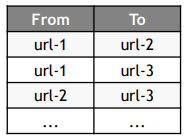 From To
url-1 url-2
url-1 url-3
url-2 url-3
... ...